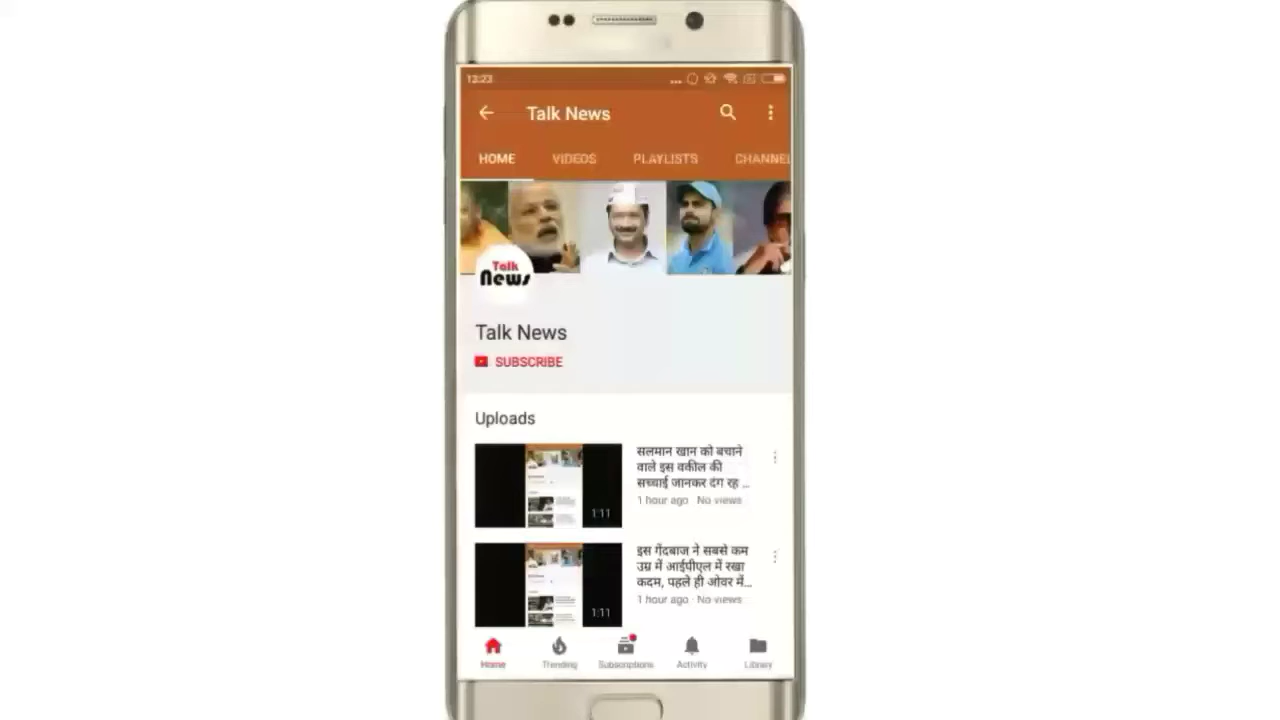 12:23
Talk News
HOME VIDEOS PLAYLISTS CHANNEL
Talk
News
Talk News
SUBSCRIBE
Uploads
सलमान खान को बचाने
वाले इस वकील की
सच्चाई जानकर दंग रह ...
1 hour ago · No views
1:11
इस गेंदबाज ने सबसे कम
उम्र में आईपीएल में रखा
कदम, पहले ही ओवर में...
1 hour ago · No views
1:11
Home Trending Subscriptions Activity Library